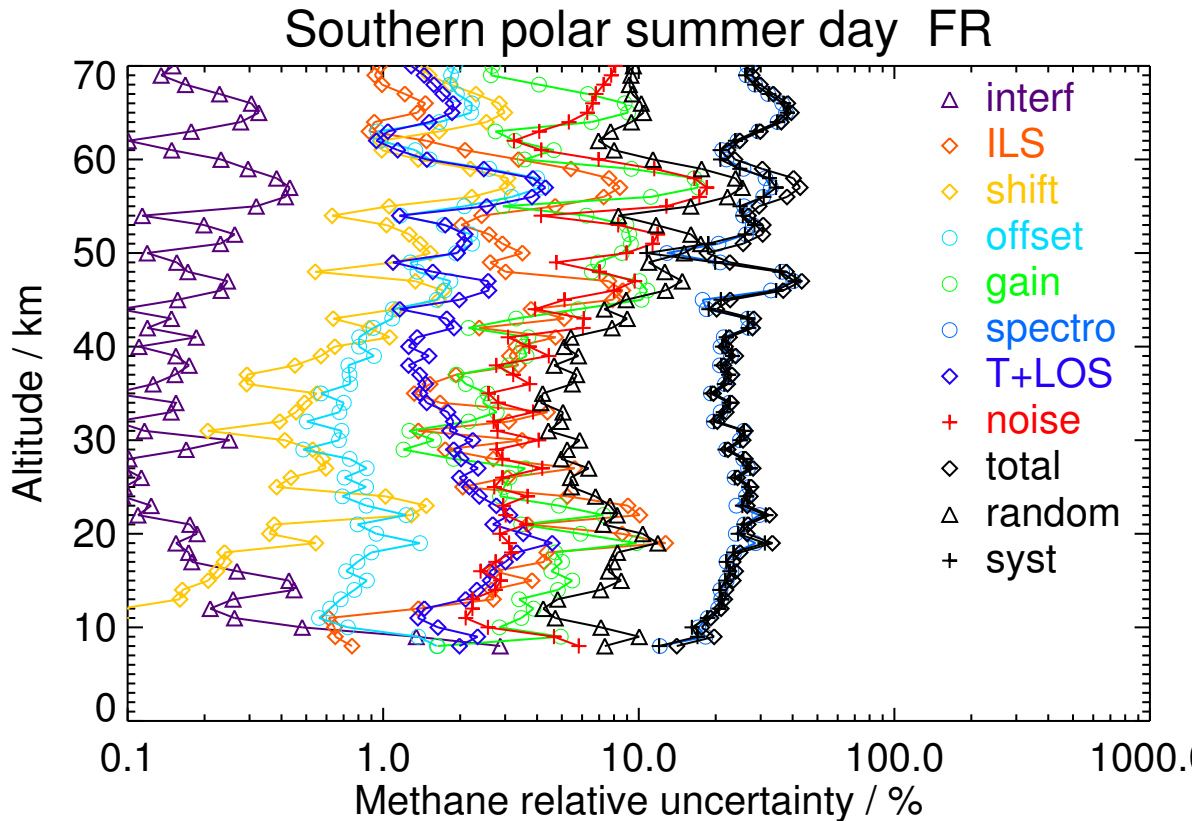 Southern polar summer day FR
70
60
50
40
30
20
10
0
Altitude / km
interf
ILS
shift
offset
gain
spectro
T+LOS
noise
total
random
syst
0.1 1.0 10.0 100.0 1000.0
Methane relative uncertainty / %